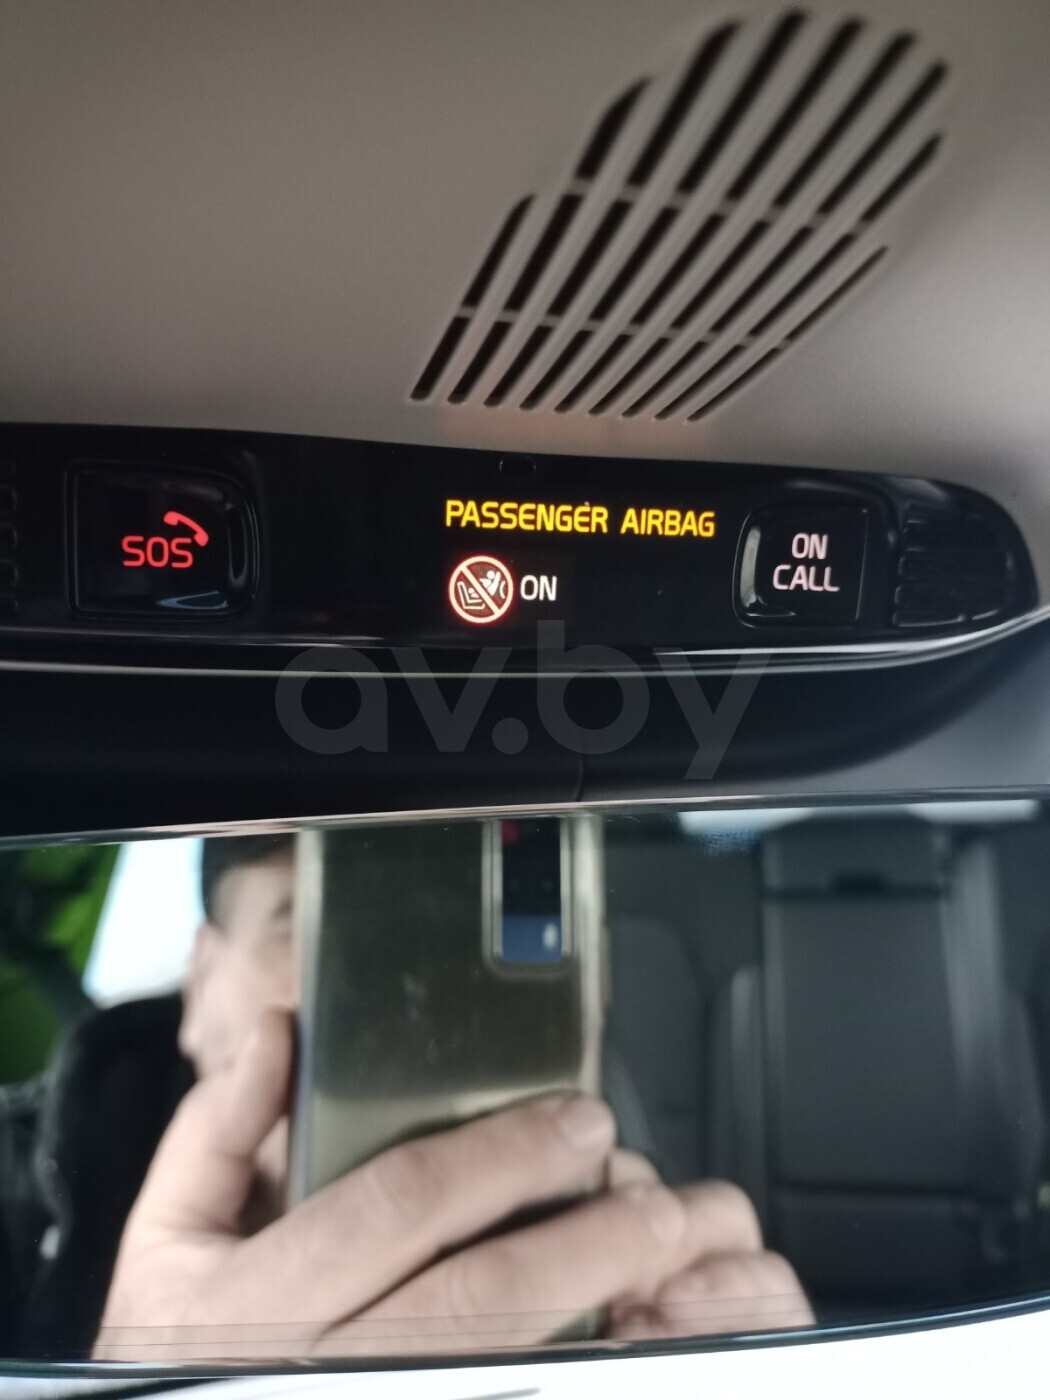 SOS
PASSENGER AIRBAG
ON
ON
CALL
av.by